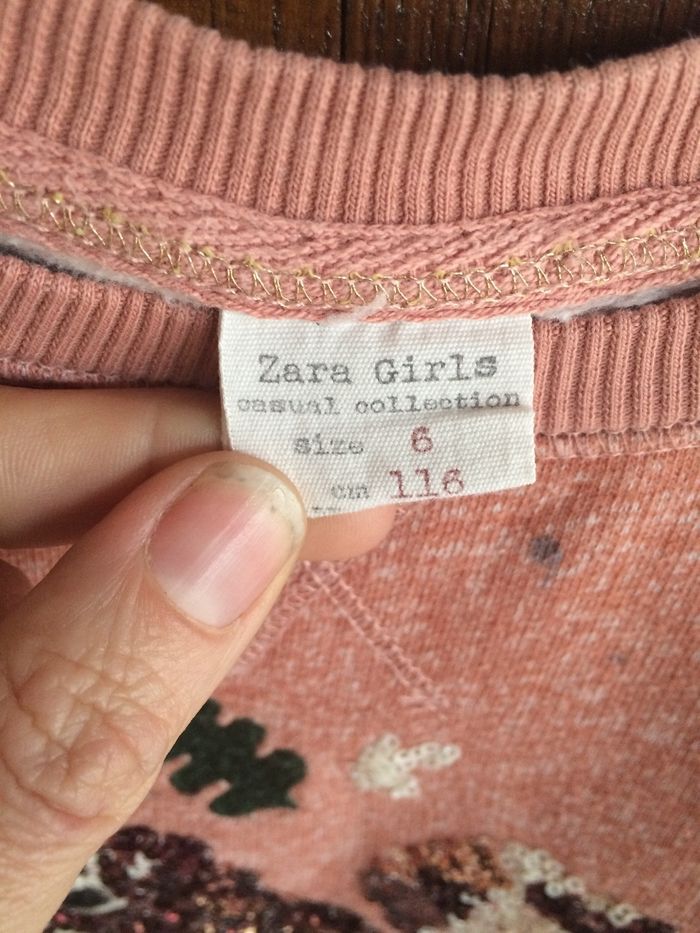 Zara Girls
casual collection
size 6
cm 116